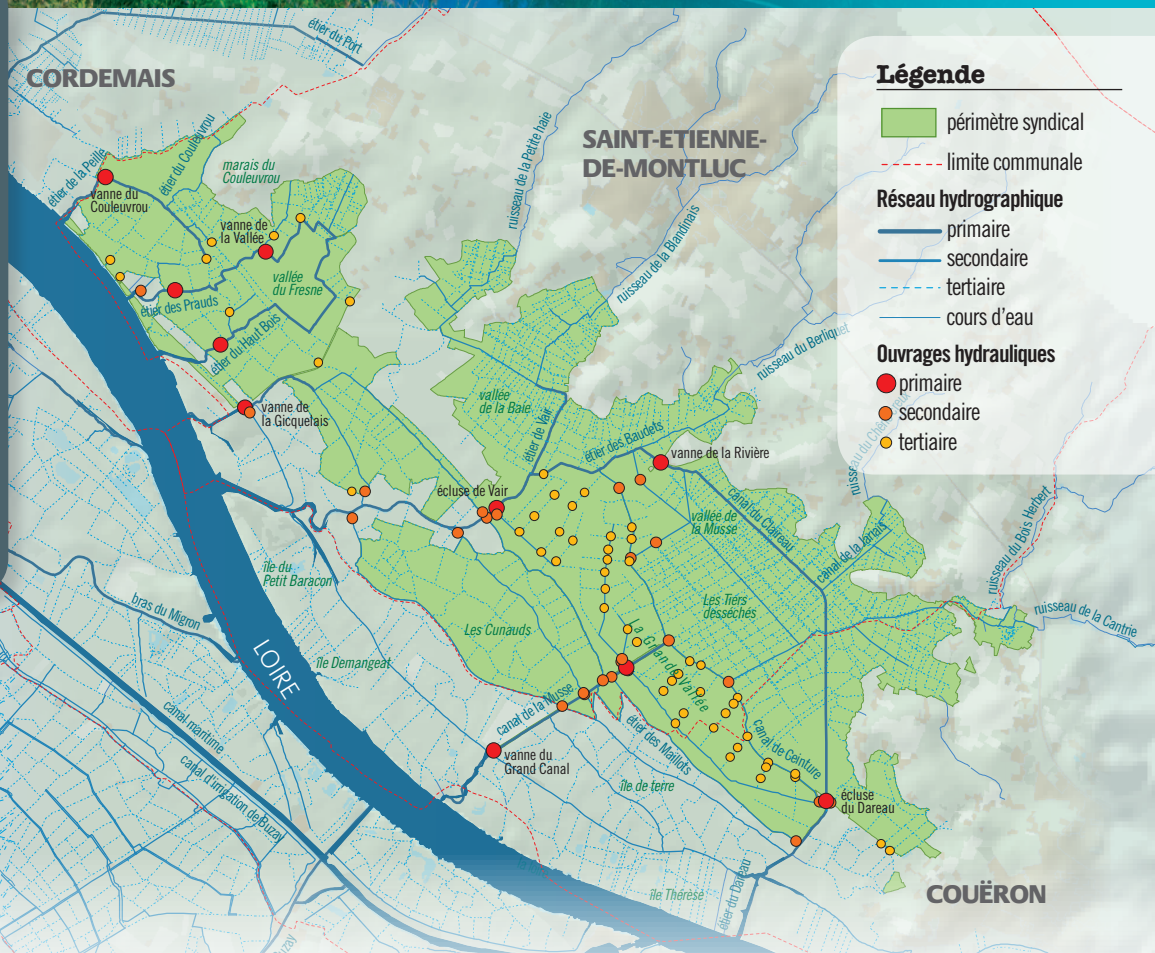 étier du Port
CORDEMAIS
SAINT-ETIENNE-
DE-MONTLUC
étier de la Peille
vanne du
Couleuvrou
étier du Couleuvrou
marais du
Couleuvrou
ruisseau de la Petite haie
vanne de
la Vallée
vallée
du Fresne
étier des Prauds
étier du Haut Bois
ruisseau de la Blandinais
ruisseau du Berliquet
vanne de
la Gicquelais
vallée
de la Baie
étier de Vair
étier des Baudets
vanne de la Rivière
écluse de Vair
vallée de
la Musse
canal du Claireau
canal de la Jarriais
ruisseau du Bois Herbert
ruisseau de la Cantrie
île du
Petit Baracon
Les Tiers
desséchés
bras du Mignon
Les Cunauds
La Grande Vallée
LOIRE
île Demangeat
canal de la Musse
canal maritime
canal d'irrigation de Buzay
étier des Maillots
canal de Ceinture
vanne du
Grand Canal
île de terre
écluse
du Dareau
île Thérèse
étier du Dareau
COUËRON
Légende
périmètre syndical
limite communale
Réseau hydrographique
primaire
secondaire
tertiaire
cours d'eau
Ouvrages hydrauliques
primaire
secondaire
tertiaire